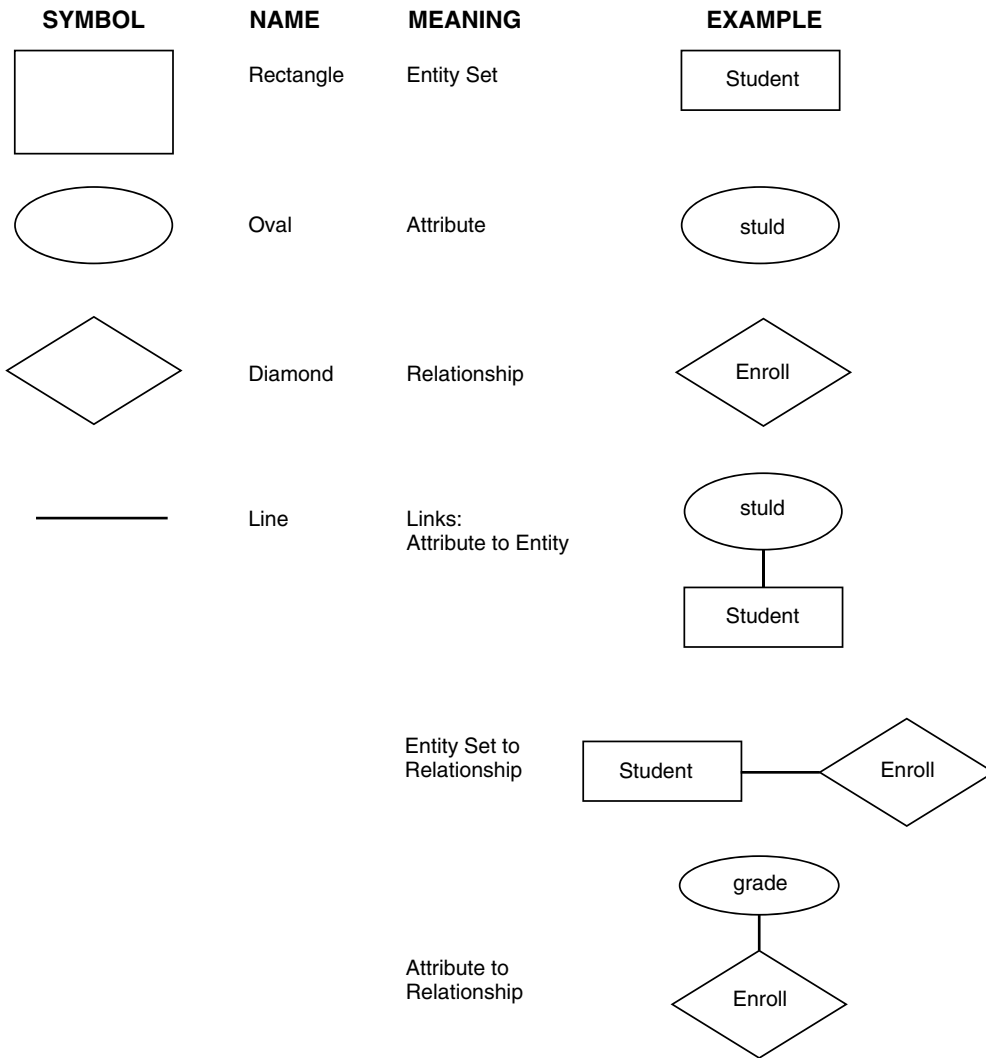 SYMBOL NAME MEANING EXAMPLE
Rectangle Entity Set Student
Oval Attribute stuId
Diamond Relationship Enroll
Line Links: stuId
Attribute to Entity
Student
Entity Set to
Relationship Student Enroll
grade
Attribute to
Relationship Enroll